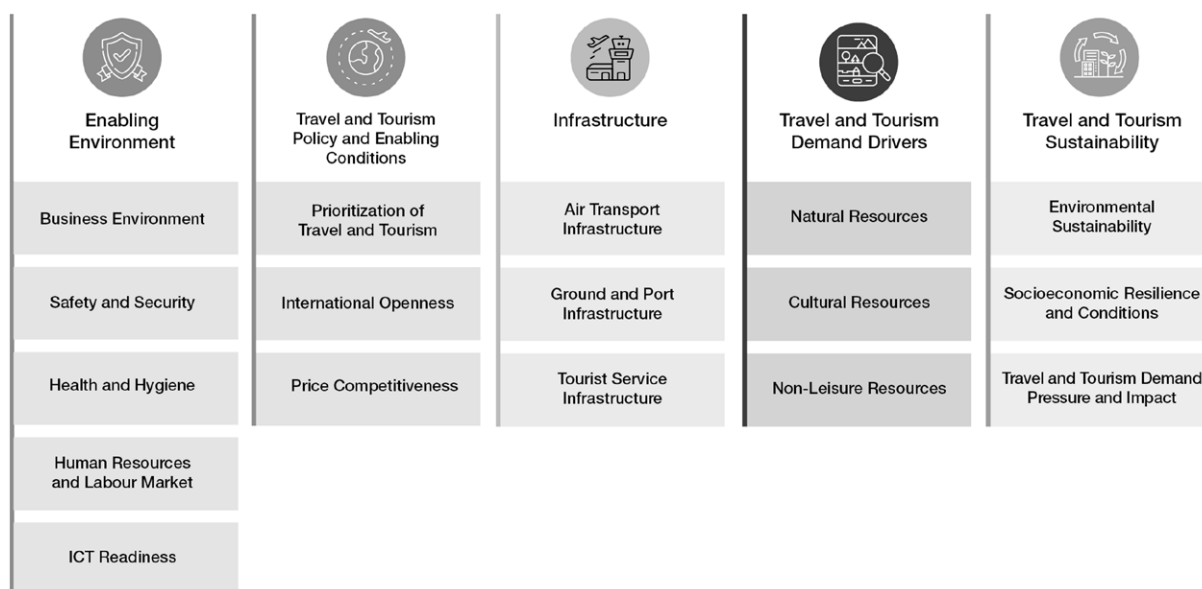 Enabling
Environment
Business Environment
Safety and Security
Health and Hygiene
Human Resources
and Labour Market
ICT Readiness
Travel and Tourism
Policy and Enabling
Conditions
Prioritization of
Travel and Tourism
International Openness
Price Competitiveness
Infrastructure
Air Transport
Infrastructure
Ground and Port
Infrastructure
Tourist Service
Infrastructure
Travel and Tourism
Demand Drivers
Natural Resources
Cultural Resources
Non-Leisure Resources
Travel and Tourism
Sustainability
Environmental
Sustainability
Socioeconomic Resilience
and Conditions
Travel and Tourism Demand
Pressure and Impact